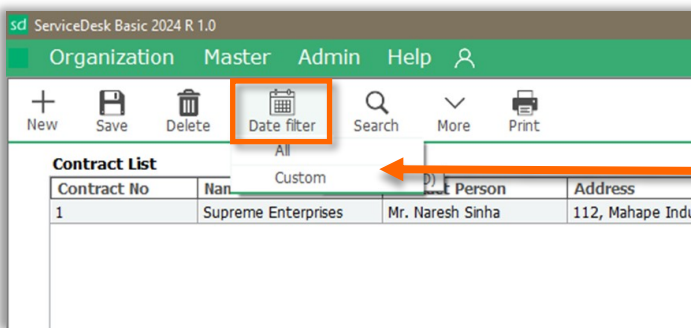 sd ServiceDesk Basic 2024 R 1.0
Organization Master Admin Help
New Save Delete Date filter Search More Print
All
Custom
Contract List
Contract No Person Address
1 Supreme Enterprises Mr. Naresh Sinha 112, Mahape